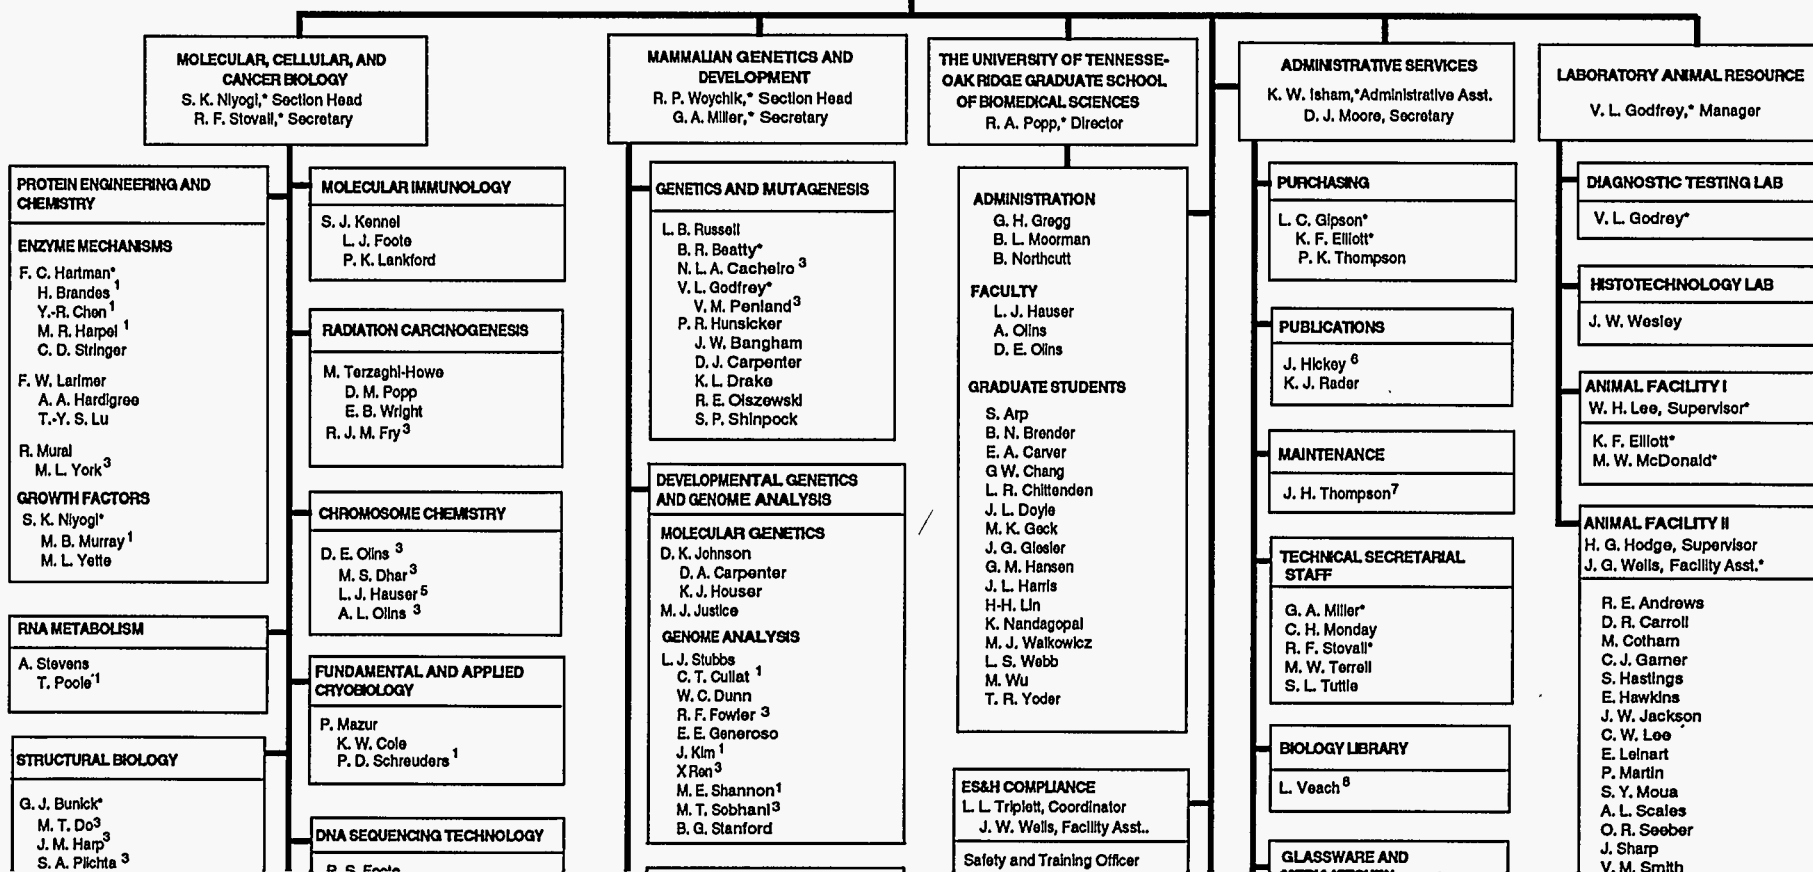 MOLECULAR, CELLULAR, AND
CANCER BIOLOGY
S. K. Niyogi,* Section Head
R. F. Stovall,* Secretary
PROTEIN ENGINEERING AND
CHEMISTRY
ENZYME MECHANISMS
F. C. Hartman*
H. Brandes 1
Y.-R. Chen 1
M. R. Harpel 1
C. D. Stringer
F. W. Larimer
A. A. Hardigree
T.-Y. S. Lu
R. Mural
M. L. York 3
GROWTH FACTORS
S. K. Niyogi*
M. B. Murray 1
M. L. Yette
RNA METABOLISM
A. Stevens
T. Poole 1
STRUCTURAL BIOLOGY
G. J. Bunick*
M. T. Do 3
J. M. Harp 3
S. A. Plichta 3
MOLECULAR IMMUNOLOGY
S. J. Kennel
L. J. Foote
P. K. Lankford
RADIATION CARCINOGENESIS
M. Terzaghi-Howe
D. M. Popp
E. B. Wright
R. J. M. Fry 3
CHROMOSOME CHEMISTRY
D. E. Olins 3
M. S. Dhar 3
L. J. Hauser 5
A. L. Olins 3
FUNDAMENTAL AND APPLIED
CRYOBIOLOGY
P. Mazur
K. W. Cole
P. D. Schreuders 1
DNA SEQUENCING TECHNOLOGY
R. S. Foote
MAMMALIAN GENETICS AND
DEVELOPMENT
R. P. Woychik,* Section Head
G. A. Miller,* Secretary
GENETICS AND MUTAGENESIS
L. B. Russell
B. R. Beatty*
N. L. A. Cacheiro 3
V. L. Godfrey*
V. M. Penland 3
P. R. Hunsicker
J. W. Bangham
D. J. Carpenter
K. L. Drake
R. E. Olszewski
S. P. Shinpock
DEVELOPMENTAL GENETICS
AND GENOME ANALYSIS
MOLECULAR GENETICS
D. K. Johnson
D. A. Carpenter
K. J. Houser
M. J. Justice
GENOME ANALYSIS
L. J. Stubbs
C. T. Cullat 1
W. C. Dunn
R. F. Fowler 3
E. E. Generoso
J. Kim 1
X Ren 3
M. E. Shannon 1
M. T. Sobhani 3
B. G. Stanford
THE UNIVERSITY OF TENNESSE-
OAK RIDGE GRADUATE SCHOOL
OF BIOMEDICAL SCIENCES
R. A. Popp,* Director
ADMINISTRATION
G. H. Gregg
B. L. Moorman
B. Northcutt
FACULTY
L. J. Hauser
A. Olins
D. E. Olins
GRADUATE STUDENTS
S. Arp
B. N. Brender
E. A. Carver
G W. Chang
L. R. Chittenden
J. L. Doyle
M. K. Geck
J. G. Giesler
G. M. Hansen
J. L. Harris
H-H. Lin
K. Nandagopal
M. J. Walkowicz
L. S. Webb
M. Wu
T. R. Yoder
ES&H COMPLIANCE
L. L. Triplett, Coordinator
J. W. Wells, Facility Asst..
Safety and Training Officer
ADMINISTRATIVE SERVICES
K. W. Isham,*Administrative Asst.
D. J. Moore, Secretary
PURCHASING
L. C. Gipson*
K. F. Elliott*
P. K. Thompson
PUBLICATIONS
J. Hickey 6
K. J. Rader
MAINTENANCE
J. H. Thompson 7
TECHNICAL SECRETARIAL
STAFF
G. A. Miller*
C. H. Monday
R. F. Stovall*
M. W. Terrell
S. L. Tuttle
BIOLOGY LIBRARY
L. Veach 8
GLASSWARE AND
LABORATORY ANIMAL RESOURCE
V. L. Godfrey,* Manager
DIAGNOSTIC TESTING LAB
V. L. Godrey*
HISTOTECHNOLOGY LAB
J. W. Wesley
ANIMAL FACILITY I
W. H. Lee, Supervisor*
K. F. Elliott*
M. W. McDonald*
ANIMAL FACILITY II
H. G. Hodge, Supervisor
J. G. Wells, Facility Asst.*
R. E. Andrews
D. R. Carroll
M. Cotham
C. J. Garner
S. Hastings
E. Hawkins
J. W. Jackson
C. W. Lee
E. Leinart
P. Martin
S. Y. Moua
A. L. Scales
O. R. Seeber
J. Sharp
V. M. Smith